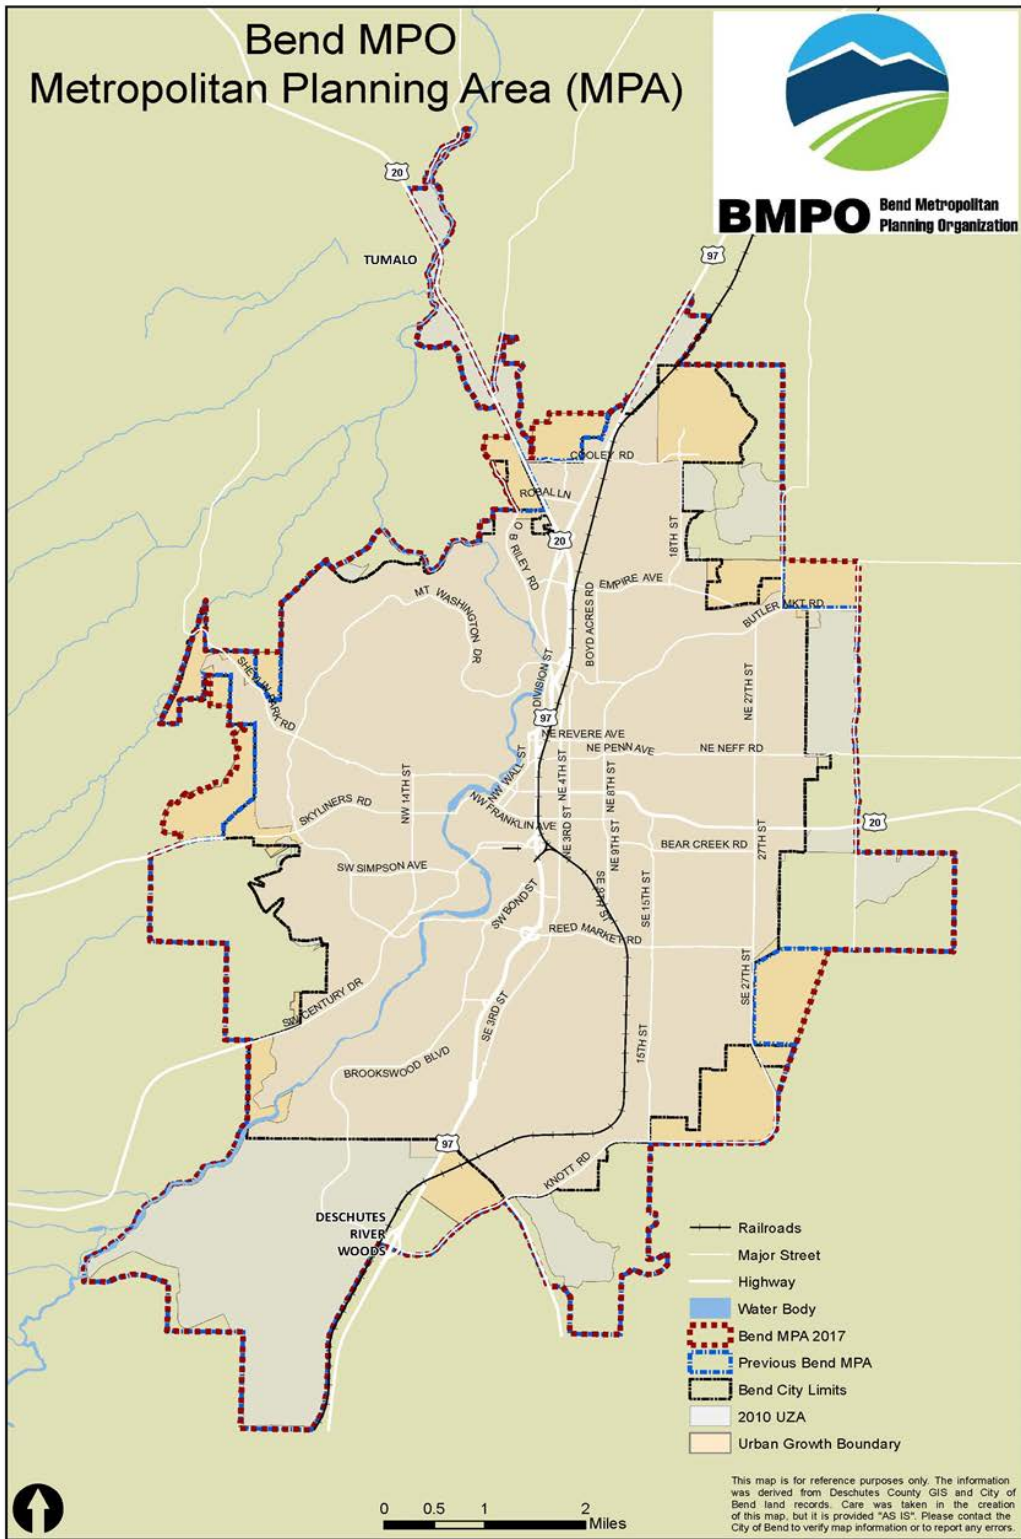 Bend MPO
Metropolitan Planning Area (MPA)
BMPO
Bend Metropolitan
Planning Organization
20
97
TUMALO
COOLEY RD
ROBAL LN
20
O B RILEY RD
18TH ST
EMPIRE AVE
BUTLER MKT RD
MT WASHINGTON DR
BOYD ACRES RD
SHEVLIN PARK RD
DIVISION ST
NE 27TH ST
97
NE REVERE AVE
NE PENN AVE
NE NEFF RD
NW 14TH ST
NW WALL ST
NE 4TH ST
NE 8TH ST
SKYLINERS RD
NW FRANKLIN AVE
NE 3RD ST
NE 9TH ST
27TH ST
20
BEAR CREEK RD
SW SIMPSON AVE
SW BOND ST
SE 9TH ST
SE 15TH ST
REED MARKET RD
SE 27TH ST
SW CENTURY DR
SE 3RD ST
15TH ST
BROOKSWOOD BLVD
97
KNOTT RD
DESCHUTES
RIVER
WOODS
Railroads
Major Street
Highway
Water Body
Bend MPA 2017
Previous Bend MPA
Bend City Limits
2010 UZA
Urban Growth Boundary
0 0.5 1 2
Miles
This map is for reference purposes only. The information
was derived from Deschutes County GIS and City of
Bend land records. Care was taken in the creation
of this map, but it is provided "AS IS". Please contact the
City of Bend to verify map information or to report any errors.